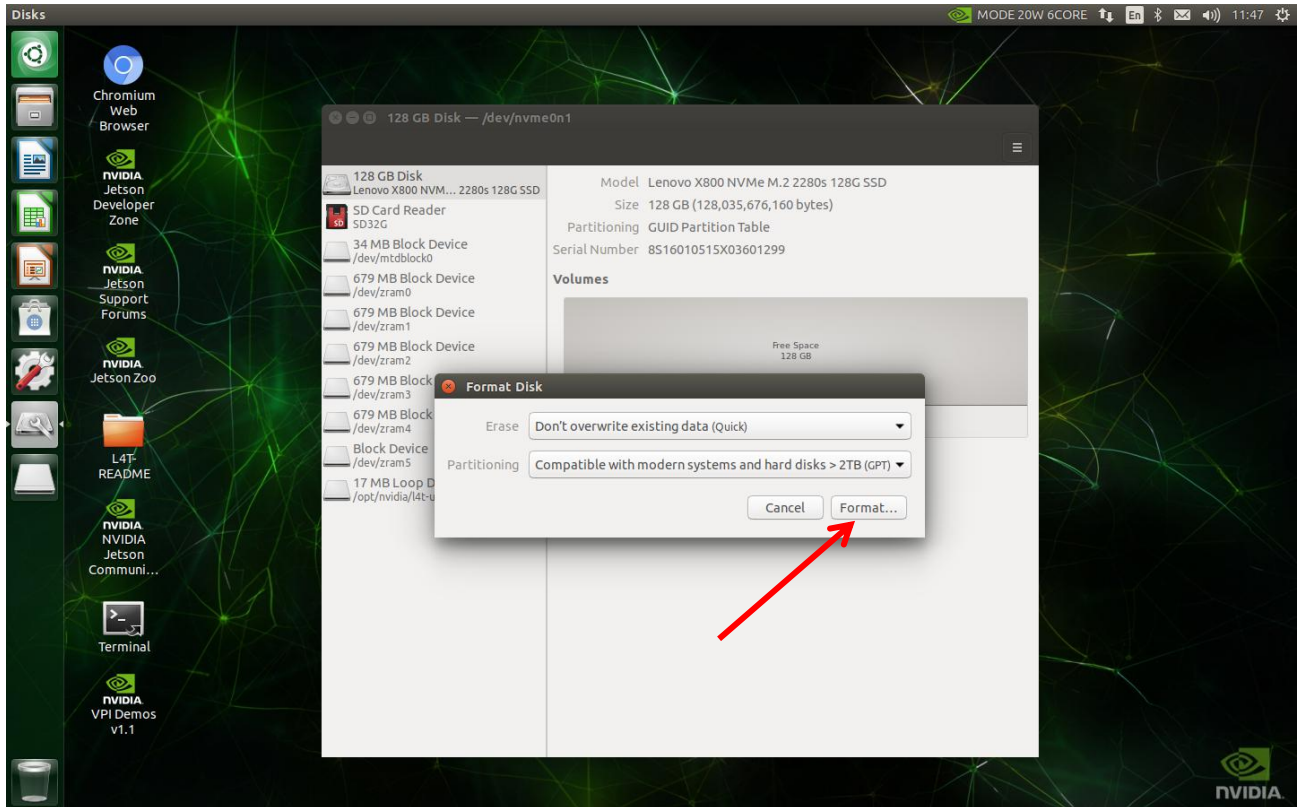 Disks
MODE 20W 6CORE
En
11:47
Chromium
Web
Browser
NVIDIA
Jetson
Developer
Zone
NVIDIA
Jetson
Support
Forums
NVIDIA
Jetson Zoo
L4T-
README
NVIDIA
NVIDIA
Jetson
Communi...
>_
Terminal
NVIDIA
VPI Demos
v1.1
128 GB Disk — /dev/nvme0n1
128 GB Disk
Lenovo X800 NVM... 2280s 128G SSD
SD
SD Card Reader
SD32G
34 MB Block Device
/dev/mtdblock0
679 MB Block Device
/dev/zram0
679 MB Block Device
/dev/zram1
679 MB Block Device
/dev/zram2
679 MB Block
/dev/zram3
679 MB Block
/dev/zram4
Block Device
/dev/zram5
17 MB Loop D
/opt/nvidia/l4t-u
Model Lenovo X800 NVMe M.2 2280s 128G SSD
Size 128 GB (128,035,676,160 bytes)
Partitioning GUID Partition Table
Serial Number 8S16010515X03601299
Volumes
Free Space
128 GB
Format Disk
Erase Don't overwrite existing data (Quick)
Partitioning Compatible with modern systems and hard disks > 2TB (GPT)
Cancel Format...
NVIDIA.